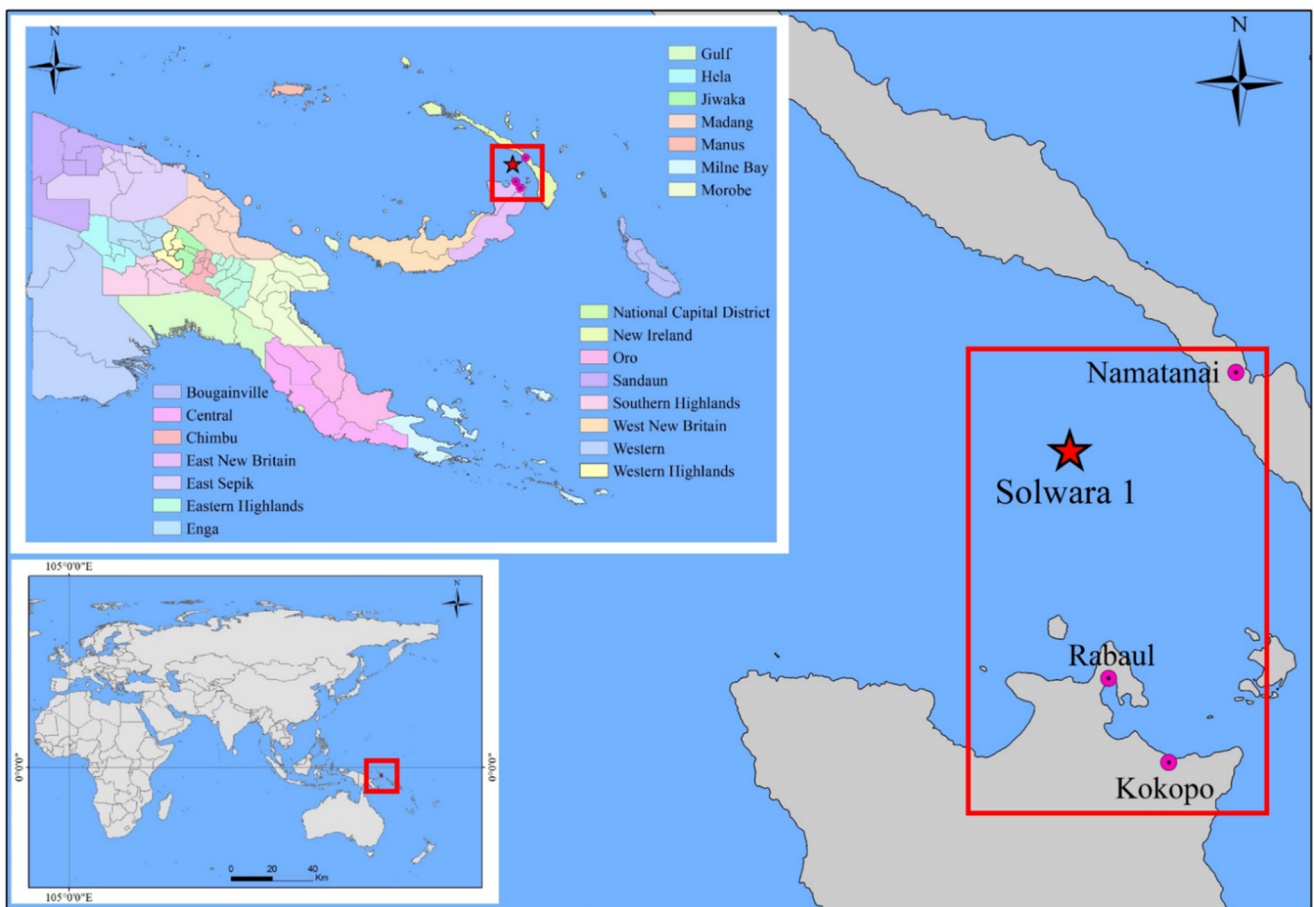 N
Gulf
Hela
Jiwaka
Madang
Manus
Milne Bay
Morobe
National Capital District
New Ireland
Oro
Sandaun
Southern Highlands
West New Britain
Western
Western Highlands
Bougainville
Central
Chimbu
East New Britain
East Sepik
Eastern Highlands
Enga
N
Namatanai
Solwara 1
Rabaul
Kokopo
105°0'0"E
N
0°0'0"
0°0'0"
0 20 40
Km
105°0'0"E